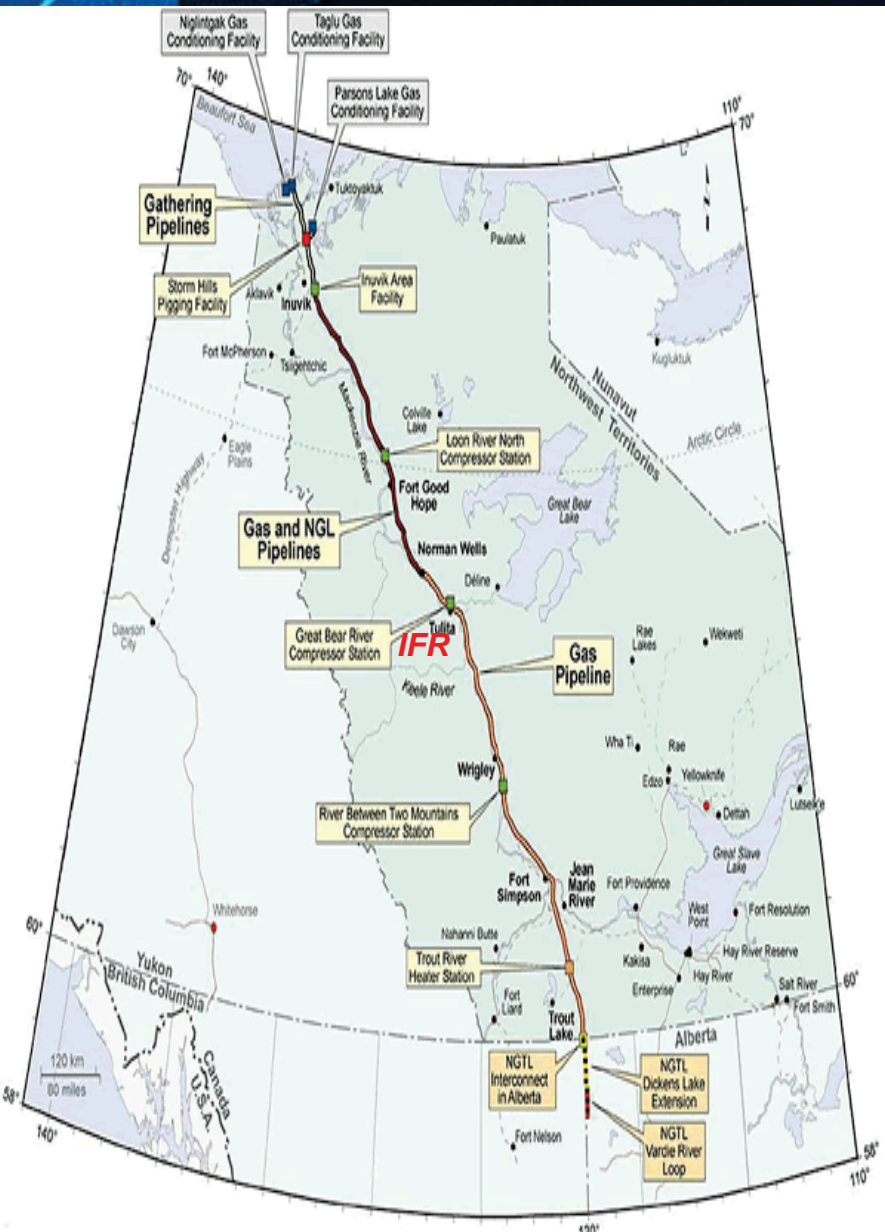 Niglintgak Gas
Conditioning Facility
Taglu Gas
Conditioning Facility
Parsons Lake Gas
Conditioning Facility
70°
140°
110°
70°
Beaufort Sea
Tuktoyaktuk
Gathering
Pipelines
Paulatuk
Storm Hills
Pigging Facility
Aklavik
Inuvik
Inuvik Area
Facility
Fort McPherson
Tsiigehtchic
Kugluktuk
Nunavut
Northwest Territories
Mackenzie River
Colville
Lake
Arctic Circle
Eagle
Plains
Dempster Highway
Loon River North
Compressor Station
Fort Good
Hope
Great Bear
Lake
Gas and NGL
Pipelines
Norman Wells
Déline
Dawson
City
Great Bear River
Compressor Station
Tulita
IFR
Keele River
Gas
Pipeline
Rae
Lakes
Wekweti
Wha Ti
Rae
Edzo
Yellowknife
Dettah
Lutselk'e
Wrigley
River Between Two Mountains
Compressor Station
Great Slave
Lake
Fort
Simpson
Jean
Marie
River
Fort Providence
West
Point
Fort Resolution
Whitehorse
Nahanni Butte
Kakisa
Hay River Reserve
Hay River
Enterprise
Trout River
Heater Station
60°
60°
Salt River
Fort Smith
Yukon
British Columbia
Fort
Liard
Trout
Lake
Alberta
120 km
80 miles
Canada
U.S.A.
NGTL
Interconnect
in Alberta
NGTL
Dickens Lake
Extension
NGTL
Vardie River
Loop
Fort Nelson
58°
140°
58°
110°